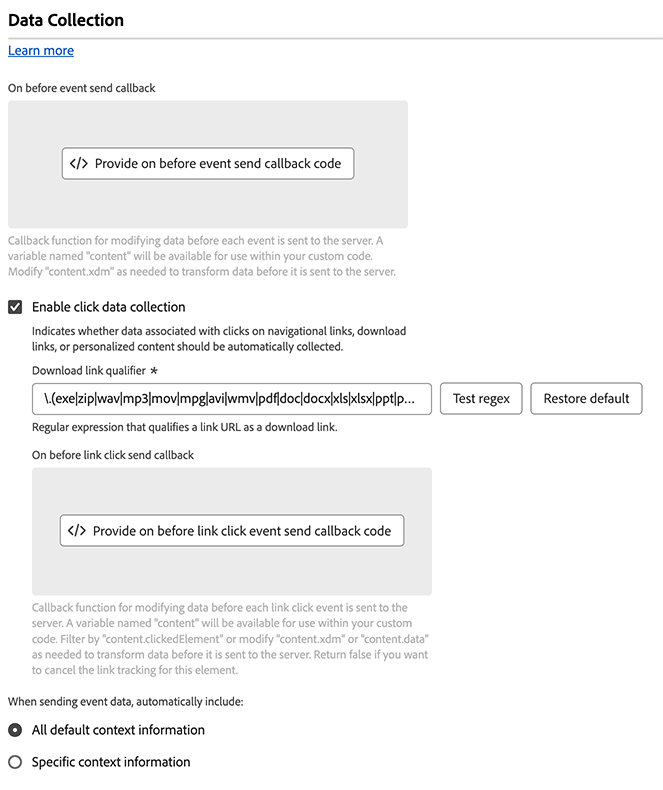 Data Collection
Learn more
On before event send callback
</> Provide on before event send callback code
Callback function for modifying data before each event is sent to the server. A
variable named "content" will be available for use within your custom code.
Modify "content.xdm" as needed to transform data before it is sent to the server.
Enable click data collection
Indicates whether data associated with clicks on navigational links, download
links, or personalized content should be automatically collected.
Download link qualifier *
\.(exe|zip|wav|mp3|mov|mpg|avi|wmv|pdf|doc|docx|xls|xlsx|ppt|p...
Test regex
Restore default
Regular expression that qualifies a link URL as a download link.
On before link click send callback
</> Provide on before link click event send callback code
Callback function for modifying data before each link click event is sent to the
server. A variable named "content" will be available for use within your custom
code. Filter by "content.clickedElement" or modify "content.xdm" or "content.data"
as needed to transform data before it is sent to the server. Return false if you want
to cancel the link tracking for this element.
When sending event data, automatically include:
All default context information
Specific context information